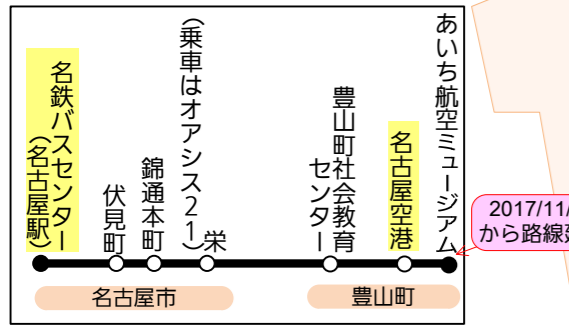 名鉄バスセンター
(名古屋駅)
伏見町
錦通本町
栄
(乗車はオアシス21)
豊山町社会教育
センター
名古屋空港
あいち航空ミュージアム
2017/11/
から路線
名古屋市
豊山町